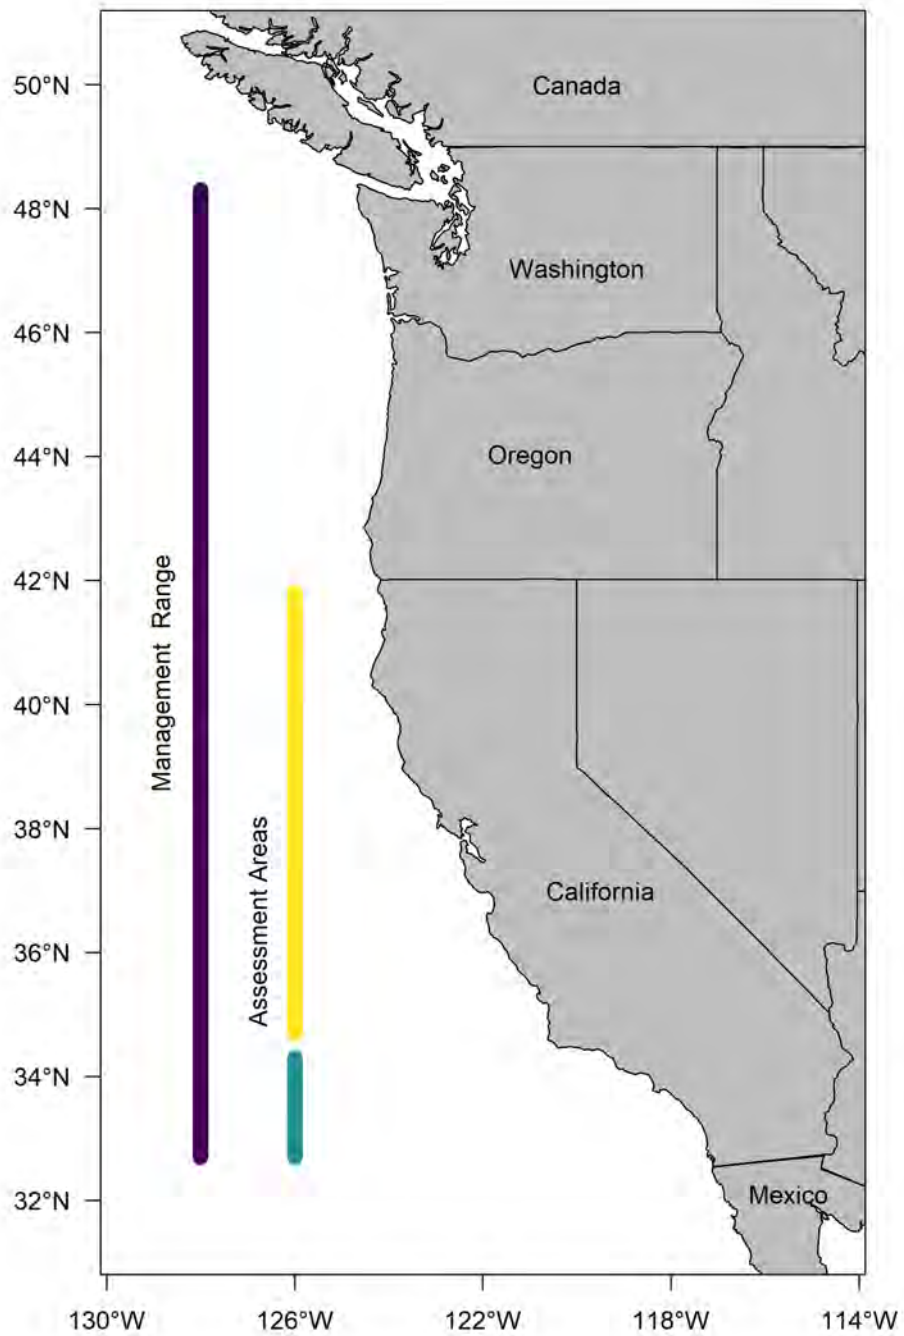 50°N
48°N
46°N
44°N
42°N
40°N
38°N
36°N
34°N
32°N
Management Range
Assessment Areas
Canada
Washington
Oregon
California
Mexico
130°W
126°W
122°W
118°W
114°W